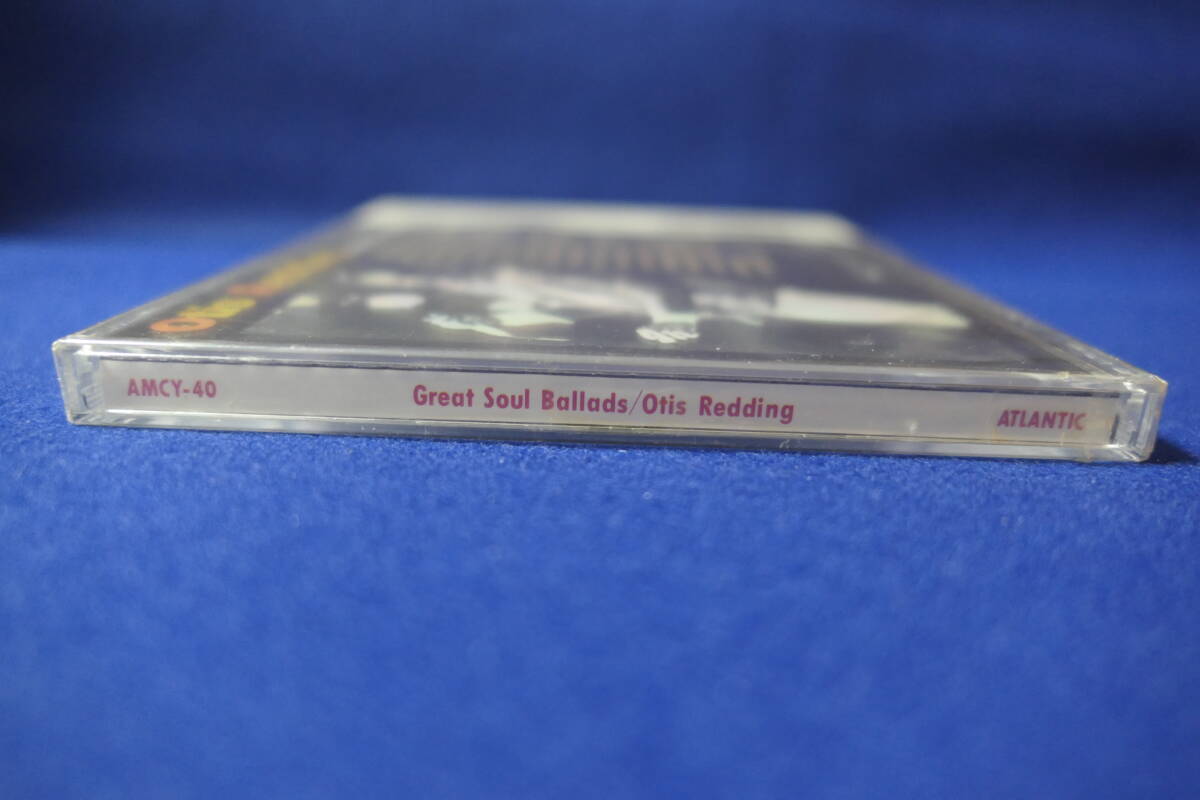 AMCY-40 Great Soul Ballads/Otis Redding ATLANTIC